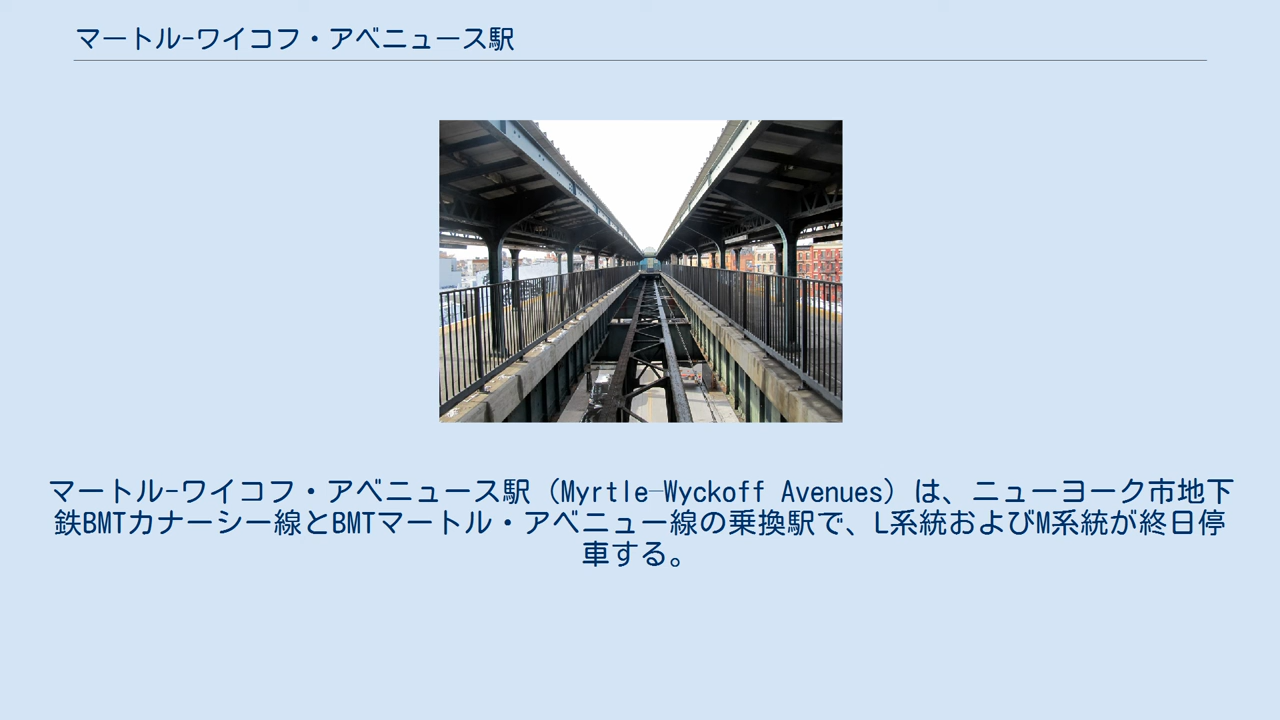 マートル-ワイコフ・アベニュース駅
マートル-ワイコフ・アベニュース駅（Myrtle–Wyckoff Avenues）は、ニューヨーク市地下
鉄BMTカナーシー線とBMTマートル・アベニュー線の乗換駅で、L系統およびM系統が終日停
車する。